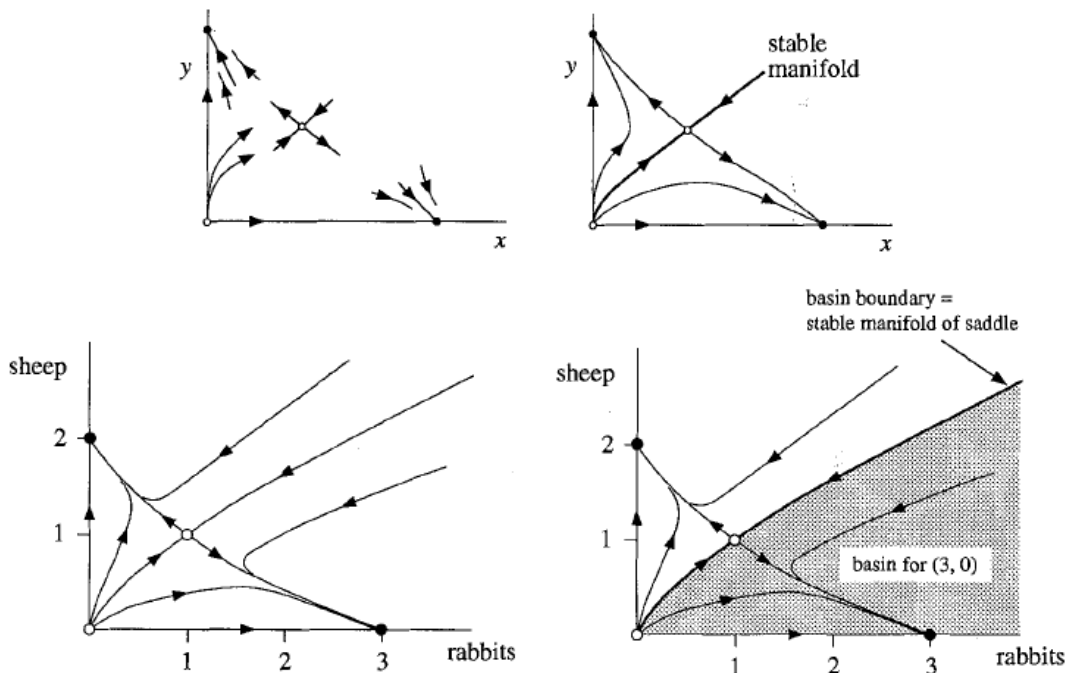 y
x
stable
manifold
y
x
sheep
2
1
1
2
3
rabbits
basin boundary =
stable manifold of saddle
sheep
2
1
basin for (3, 0)
1
2
3
rabbits